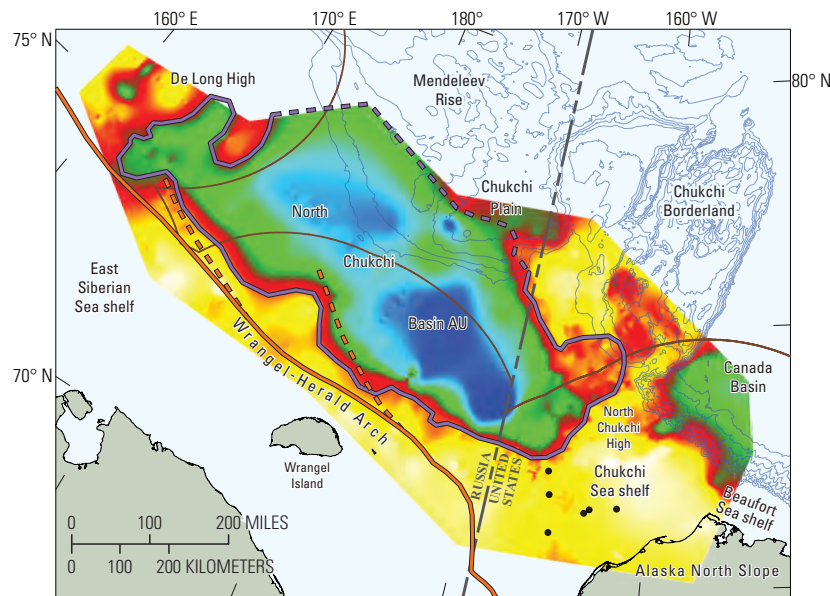 160° E
170° E
180°
170° W
160° W
75° N
80° N
De Long High
Mendeleev
Rise
Chukchi
Plain
Chukchi
Borderland
North
Chukchi
Basin AU
East
Siberian
Sea shelf
Wrangel-Herald Arch
70° N
Canada
Basin
North
Chukchi
High
Wrangel
Island
RUSSIA
UNITED
STATES
Chukchi
Sea shelf
Beaufort
Sea shelf
0 100 200 MILES
0 100 200 KILOMETERS
Alaska North Slope